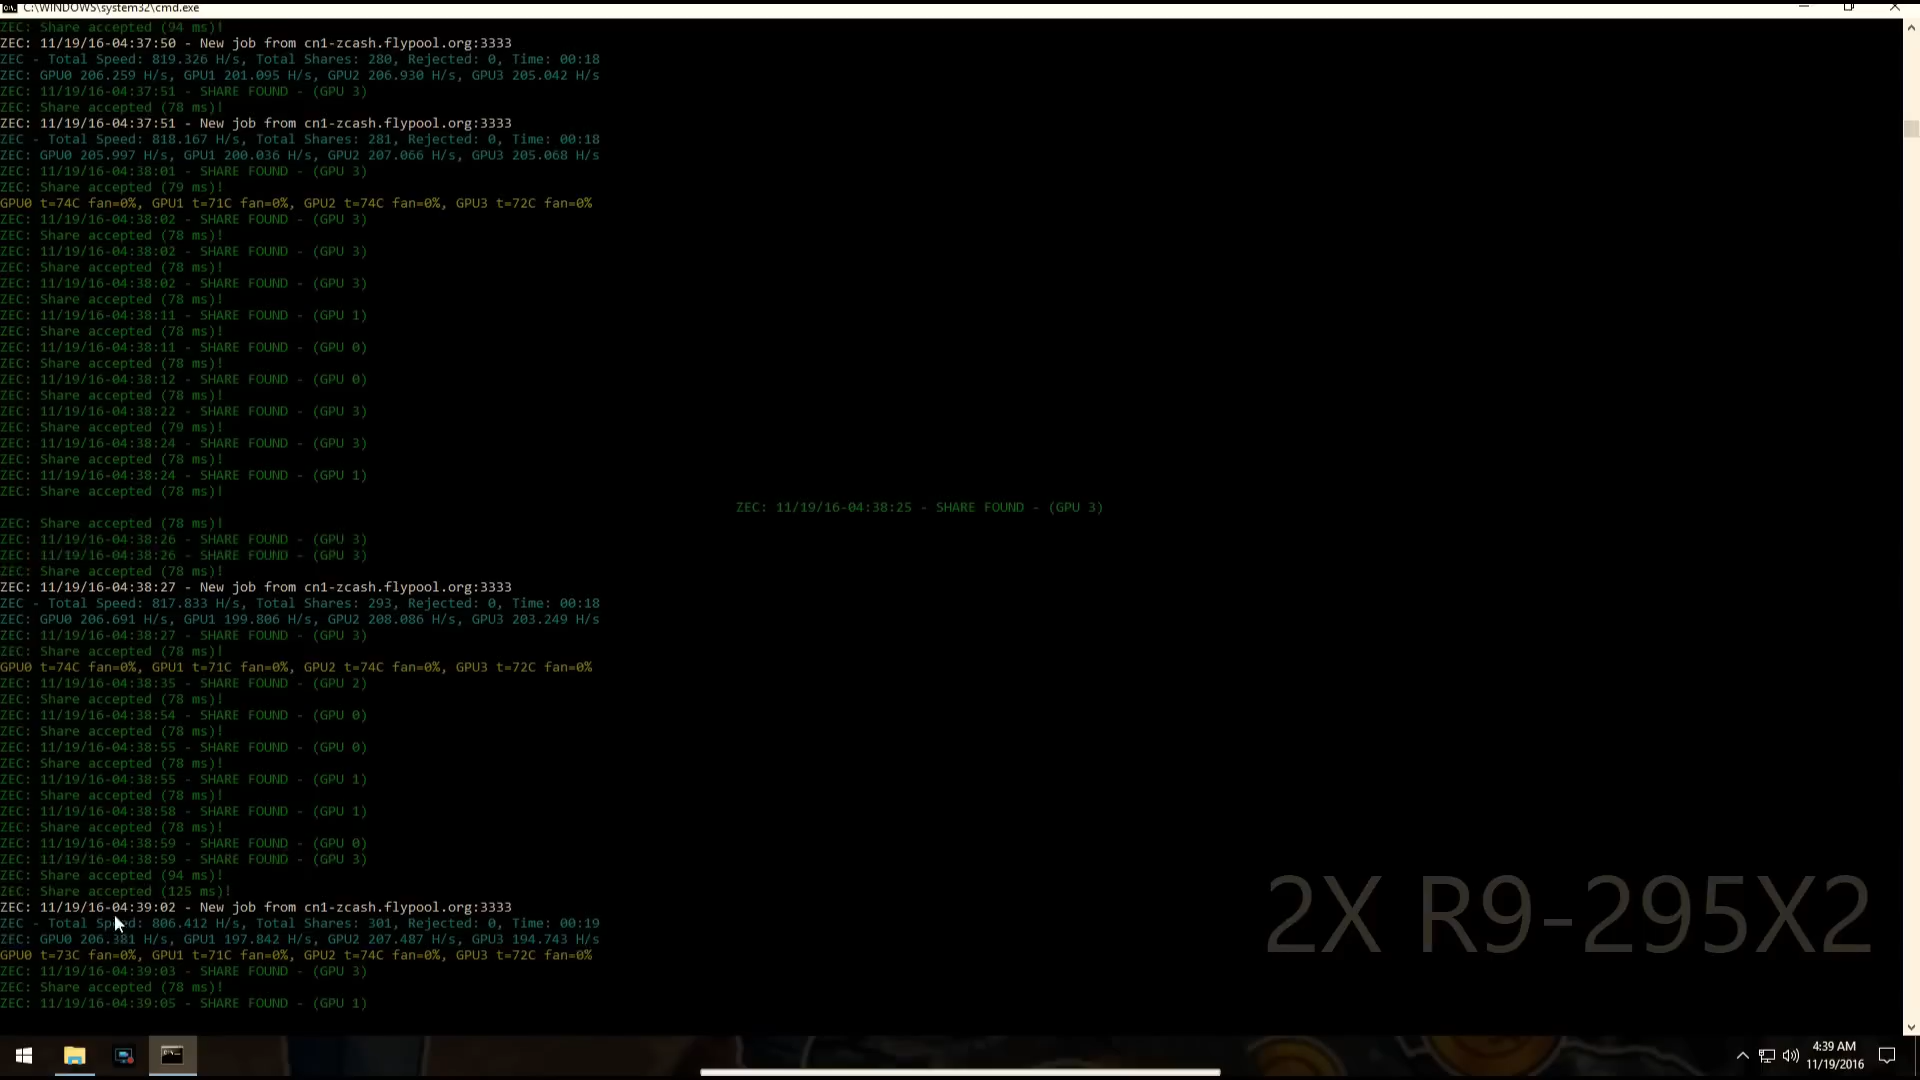 C:\WINDOWS\system32\cmd.exe
ZEC: Share accepted (94 ms)!
ZEC: 11/19/16-04:37:50 - New job from cn1-zcash.flypool.org:3333
ZEC - Total Speed: 819.326 H/s, Total Shares: 280, Rejected: 0, Time: 00:18
ZEC: GPU0 206.259 H/s, GPU1 201.095 H/s, GPU2 206.930 H/s, GPU3 205.042 H/s
ZEC: 11/19/16-04:37:51 - SHARE FOUND - (GPU 3)
ZEC: Share accepted (78 ms)!
ZEC: 11/19/16-04:37:51 - New job from cn1-zcash.flypool.org:3333
ZEC - Total Speed: 818.167 H/s, Total Shares: 281, Rejected: 0, Time: 00:18
ZEC: GPU0 205.997 H/s, GPU1 200.036 H/s, GPU2 207.066 H/s, GPU3 205.068 H/s
ZEC: 11/19/16-04:38:01 - SHARE FOUND - (GPU 3)
ZEC: Share accepted (79 ms)!
GPU0 t=74C fan=0%, GPU1 t=71C fan=0%, GPU2 t=74C fan=0%, GPU3 t=72C fan=0%
ZEC: 11/19/16-04:38:02 - SHARE FOUND - (GPU 3)
ZEC: Share accepted (78 ms)!
ZEC: 11/19/16-04:38:02 - SHARE FOUND - (GPU 3)
ZEC: Share accepted (78 ms)!
ZEC: 11/19/16-04:38:02 - SHARE FOUND - (GPU 3)
ZEC: Share accepted (78 ms)!
ZEC: 11/19/16-04:38:11 - SHARE FOUND - (GPU 1)
ZEC: Share accepted (78 ms)!
ZEC: 11/19/16-04:38:11 - SHARE FOUND - (GPU 0)
ZEC: Share accepted (78 ms)!
ZEC: 11/19/16-04:38:12 - SHARE FOUND - (GPU 0)
ZEC: Share accepted (78 ms)!
ZEC: 11/19/16-04:38:22 - SHARE FOUND - (GPU 3)
ZEC: Share accepted (79 ms)!
ZEC: 11/19/16-04:38:24 - SHARE FOUND - (GPU 3)
ZEC: Share accepted (78 ms)!
ZEC: 11/19/16-04:38:24 - SHARE FOUND - (GPU 1)
ZEC: Share accepted (78 ms)!
ZEC: 11/19/16-04:38:25 - SHARE FOUND - (GPU 3)
ZEC: Share accepted (78 ms)!
ZEC: 11/19/16-04:38:26 - SHARE FOUND - (GPU 3)
ZEC: 11/19/16-04:38:26 - SHARE FOUND - (GPU 3)
ZEC: Share accepted (78 ms)!
ZEC: 11/19/16-04:38:27 - New job from cn1-zcash.flypool.org:3333
ZEC - Total Speed: 817.833 H/s, Total Shares: 293, Rejected: 0, Time: 00:18
ZEC: GPU0 206.691 H/s, GPU1 199.806 H/s, GPU2 208.086 H/s, GPU3 203.249 H/s
ZEC: 11/19/16-04:38:27 - SHARE FOUND - (GPU 3)
ZEC: Share accepted (78 ms)!
GPU0 t=74C fan=0%, GPU1 t=71C fan=0%, GPU2 t=74C fan=0%, GPU3 t=72C fan=0%
ZEC: 11/19/16-04:38:35 - SHARE FOUND - (GPU 2)
ZEC: Share accepted (78 ms)!
ZEC: 11/19/16-04:38:54 - SHARE FOUND - (GPU 0)
ZEC: Share accepted (78 ms)!
ZEC: 11/19/16-04:38:55 - SHARE FOUND - (GPU 0)
ZEC: Share accepted (78 ms)!
ZEC: 11/19/16-04:38:55 - SHARE FOUND - (GPU 1)
ZEC: Share accepted (78 ms)!
ZEC: 11/19/16-04:38:58 - SHARE FOUND - (GPU 1)
ZEC: Share accepted (78 ms)!
ZEC: 11/19/16-04:38:59 - SHARE FOUND - (GPU 0)
ZEC: 11/19/16-04:38:59 - SHARE FOUND - (GPU 3)
ZEC: Share accepted (94 ms)!
ZEC: Share accepted (125 ms)!
ZEC: 11/19/16-04:39:02 - New job from cn1-zcash.flypool.org:3333
ZEC - Total Speed: 806.412 H/s, Total Shares: 301, Rejected: 0, Time: 00:19
ZEC: GPU0 206.381 H/s, GPU1 197.842 H/s, GPU2 207.487 H/s, GPU3 194.743 H/s
GPU0 t=73C fan=0%, GPU1 t=71C fan=0%, GPU2 t=74C fan=0%, GPU3 t=72C fan=0%
ZEC: 11/19/16-04:39:03 - SHARE FOUND - (GPU 3)
ZEC: Share accepted (78 ms)!
ZEC: 11/19/16-04:39:05 - SHARE FOUND - (GPU 1)
2X R9-295X2
4:39 AM
11/19/2016